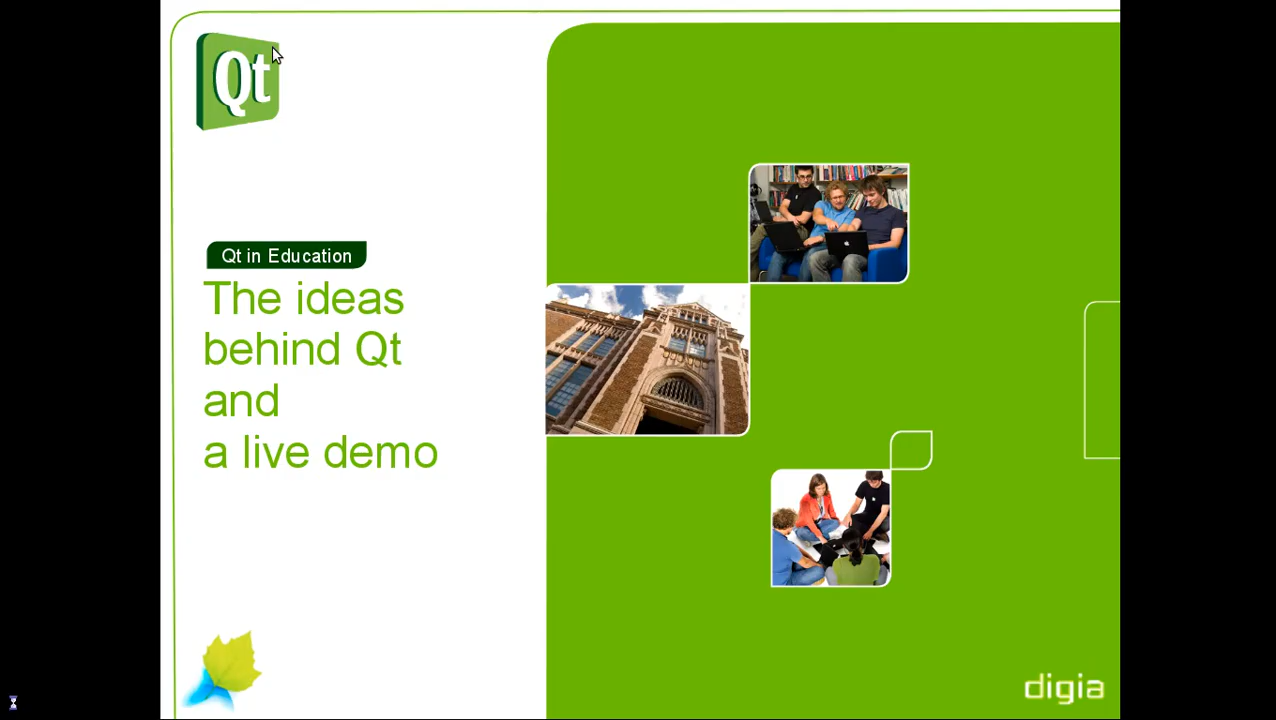 Qt
Qt in Education
The ideas
behind Qt
and
a live demo
digia